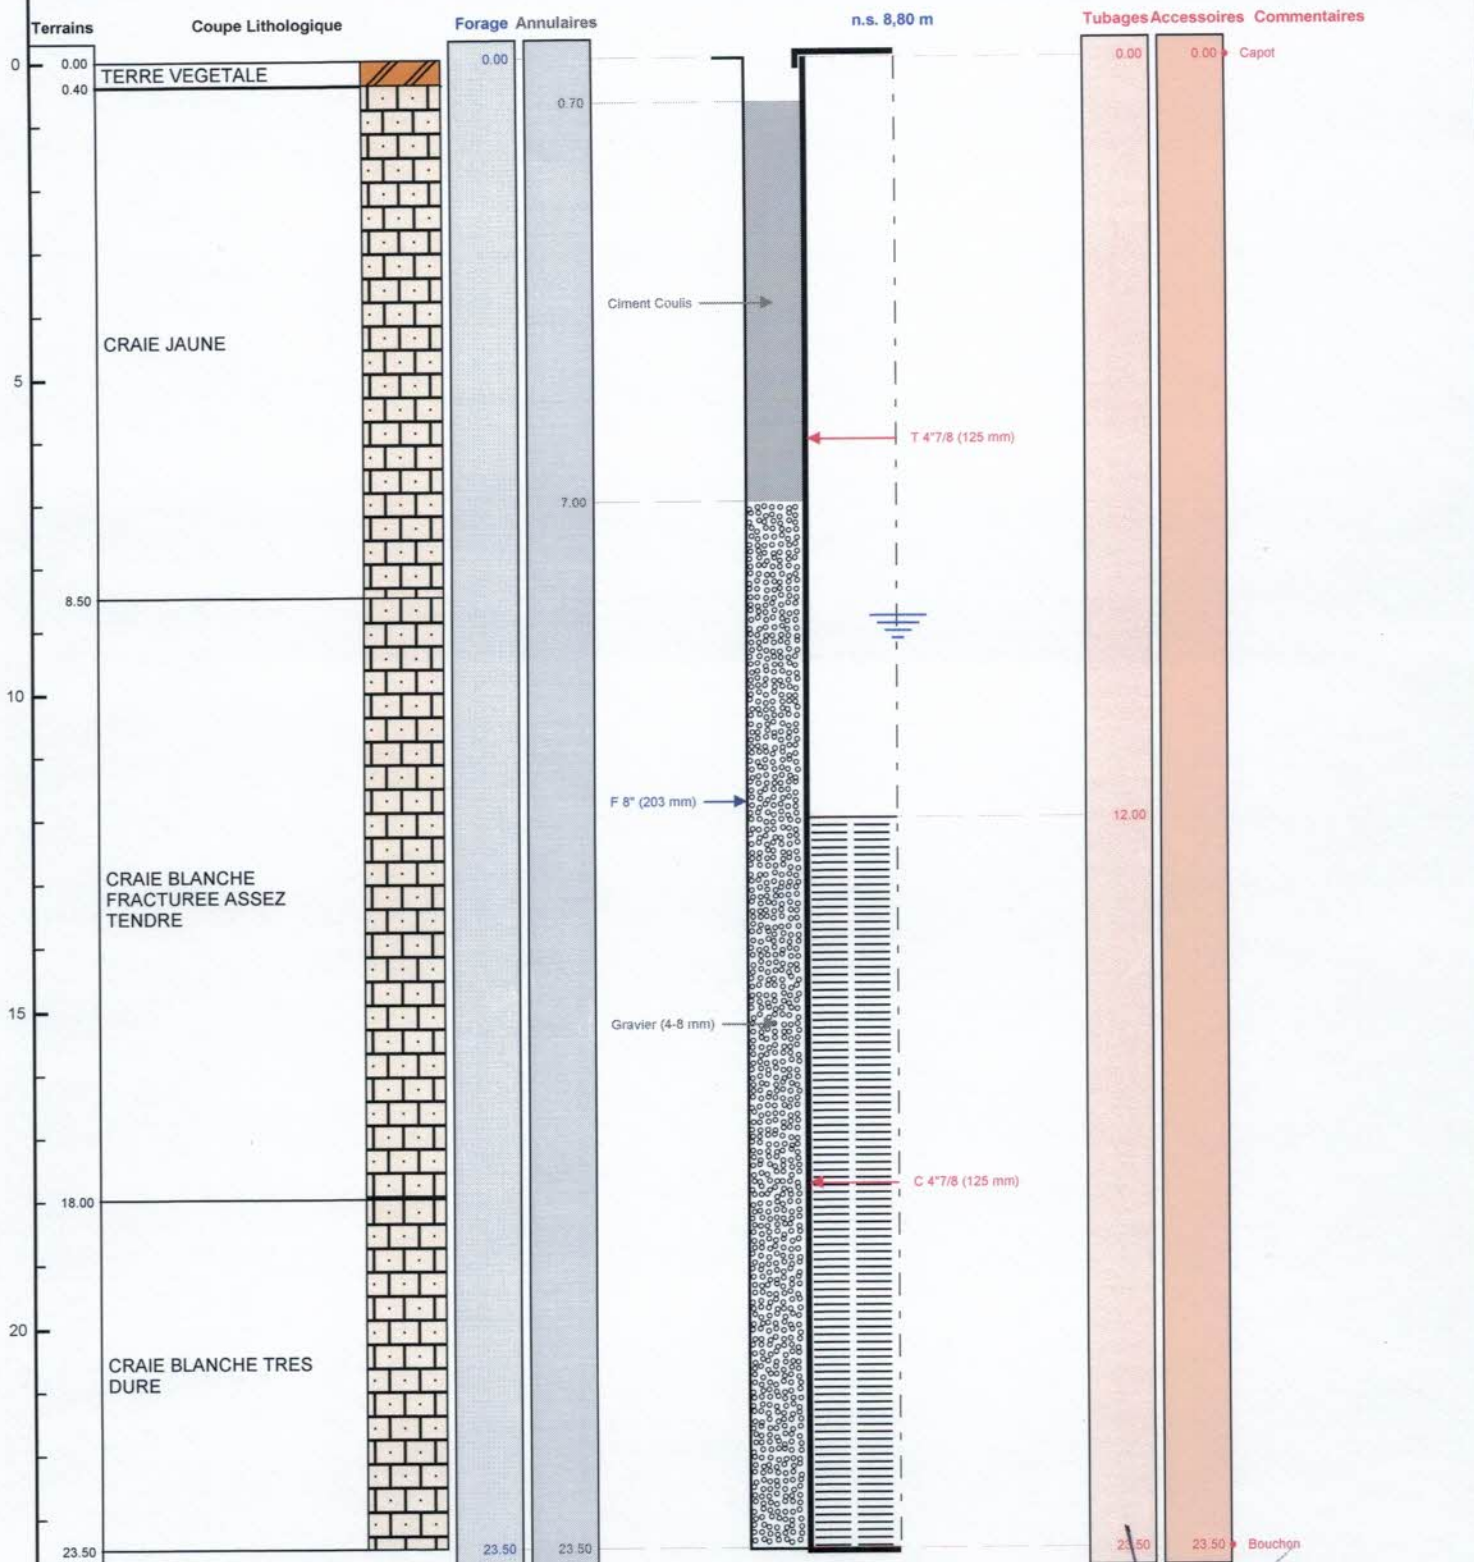 Terrains
Coupe Lithologique
Forage
Annulaires
n.s. 8,80 m
Tubages
Accessoires
Commentaires
0
0.00
TERRE VEGETALE
0.00
0.00
0.00
Capot
0.40
0.70
Ciment Coulis
CRAIE JAUNE
5
T 4"7/8 (125 mm)
7.00
8.50
10
F 8" (203 mm)
12.00
CRAIE BLANCHE
FRACTUREE ASSEZ
TENDRE
15
Gravier (4-8 mm)
C 4"7/8 (125 mm)
18.00
20
CRAIE BLANCHE TRES
DURE
23.50
23.50
23.50
23.50
23.50
Bouchon